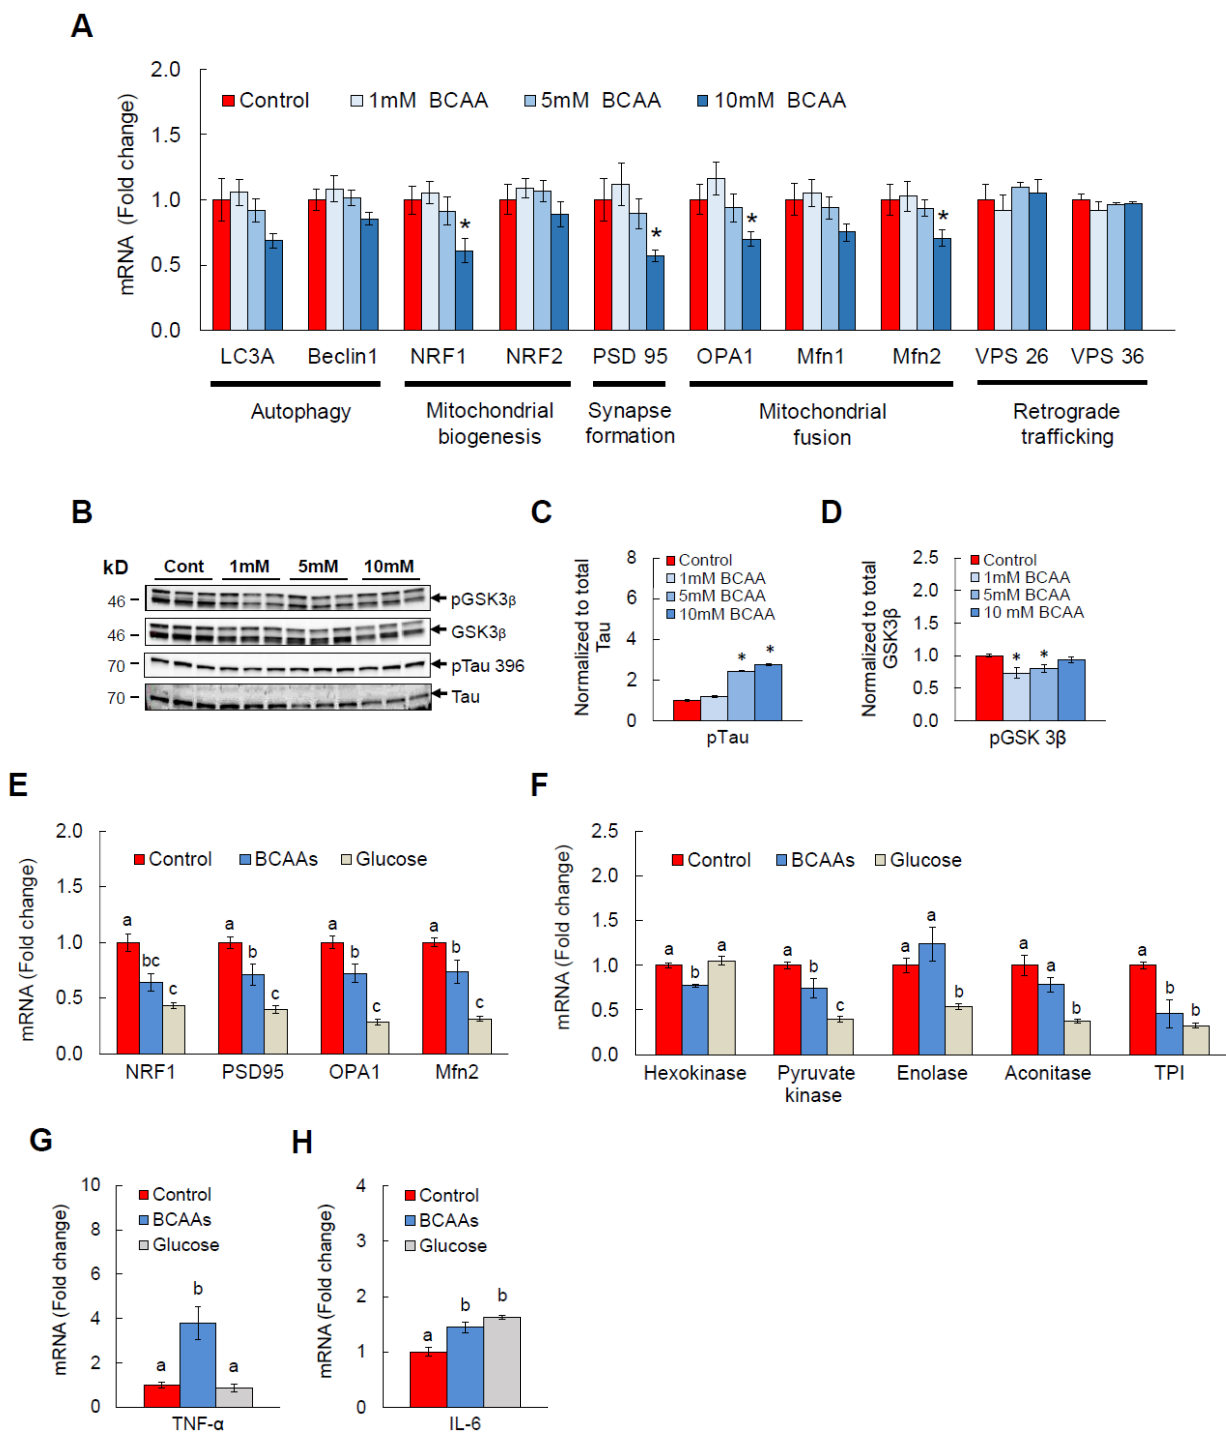 A
2.0
1.5
1.0
0.5
0.0
mRNA (Fold change)
Control
1mM BCAA
5mM BCAA
10mM BCAA
*
*
*
*
LC3A Beclin1 NRF1 NRF2 PSD 95 OPA1 Mfn1 Mfn2 VPS 26 VPS 36
Autophagy
Mitochondrial
biogenesis
Synapse
formation
Mitochondrial
fusion
Retrograde
trafficking
B
kD Cont 1mM 5mM 10mM
46 pGSK3β
46 GSK3β
70 pTau 396
70 Tau
C
Normalized to total
Tau
8
6
4
2
0
Control
1mM BCAA
5mM BCAA
10mM BCAA
* *
pTau
D
Normalized to total
GSK3β
2.5
2.0
1.5
1.0
0.5
0.0
Control
1mM BCAA
5mM BCAA
10 mM BCAA
* *
pGSK 3β
E
mRNA (Fold change)
2.0
1.5
1.0
0.5
0.0
Control BCAAs Glucose
a bc c
a b c
a b c
a b c
NRF1 PSD95 OPA1 Mfn2
F
mRNA (Fold change)
2.5
2.0
1.5
1.0
0.5
0.0
Control BCAAs Glucose
a b a
a b c
a a b
a a b
a b b
Hexokinase Pyruvate Enolase Aconitase TPI
kinase
G
mRNA (Fold change)
10
8
6
4
2
0
Control
BCAAs
Glucose
a b a
TNF-α
H
mRNA (Fold change)
4
3
2
1
0
Control
BCAAs
Glucose
a b b
IL-6